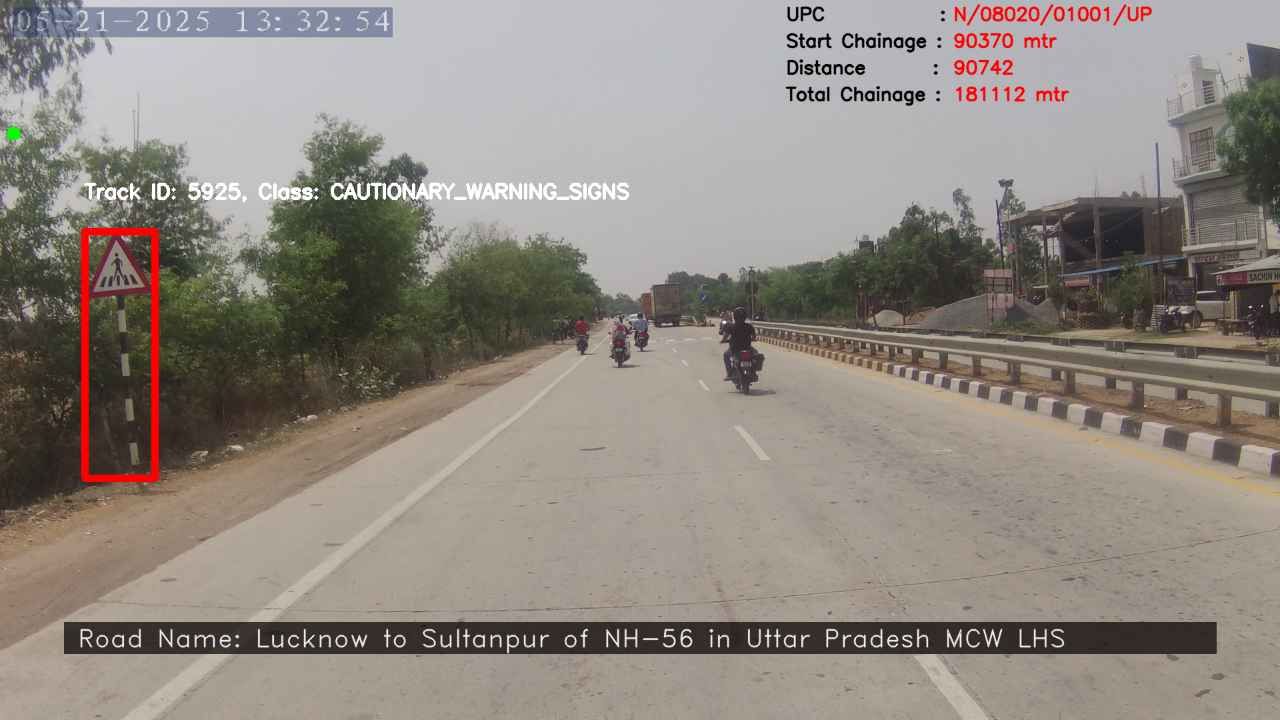 05-21-2025 13:32:54
UPC : N/08020/01001/UP
Start Chainage : 90370 mtr
Distance : 90742
Total Chainage : 181112 mtr
Track ID: 5925, Class: CAUTIONARY_WARNING_SIGNS
SACHIN
Road Name: Lucknow to Sultanpur of NH-56 in Uttar Pradesh MCW LHS